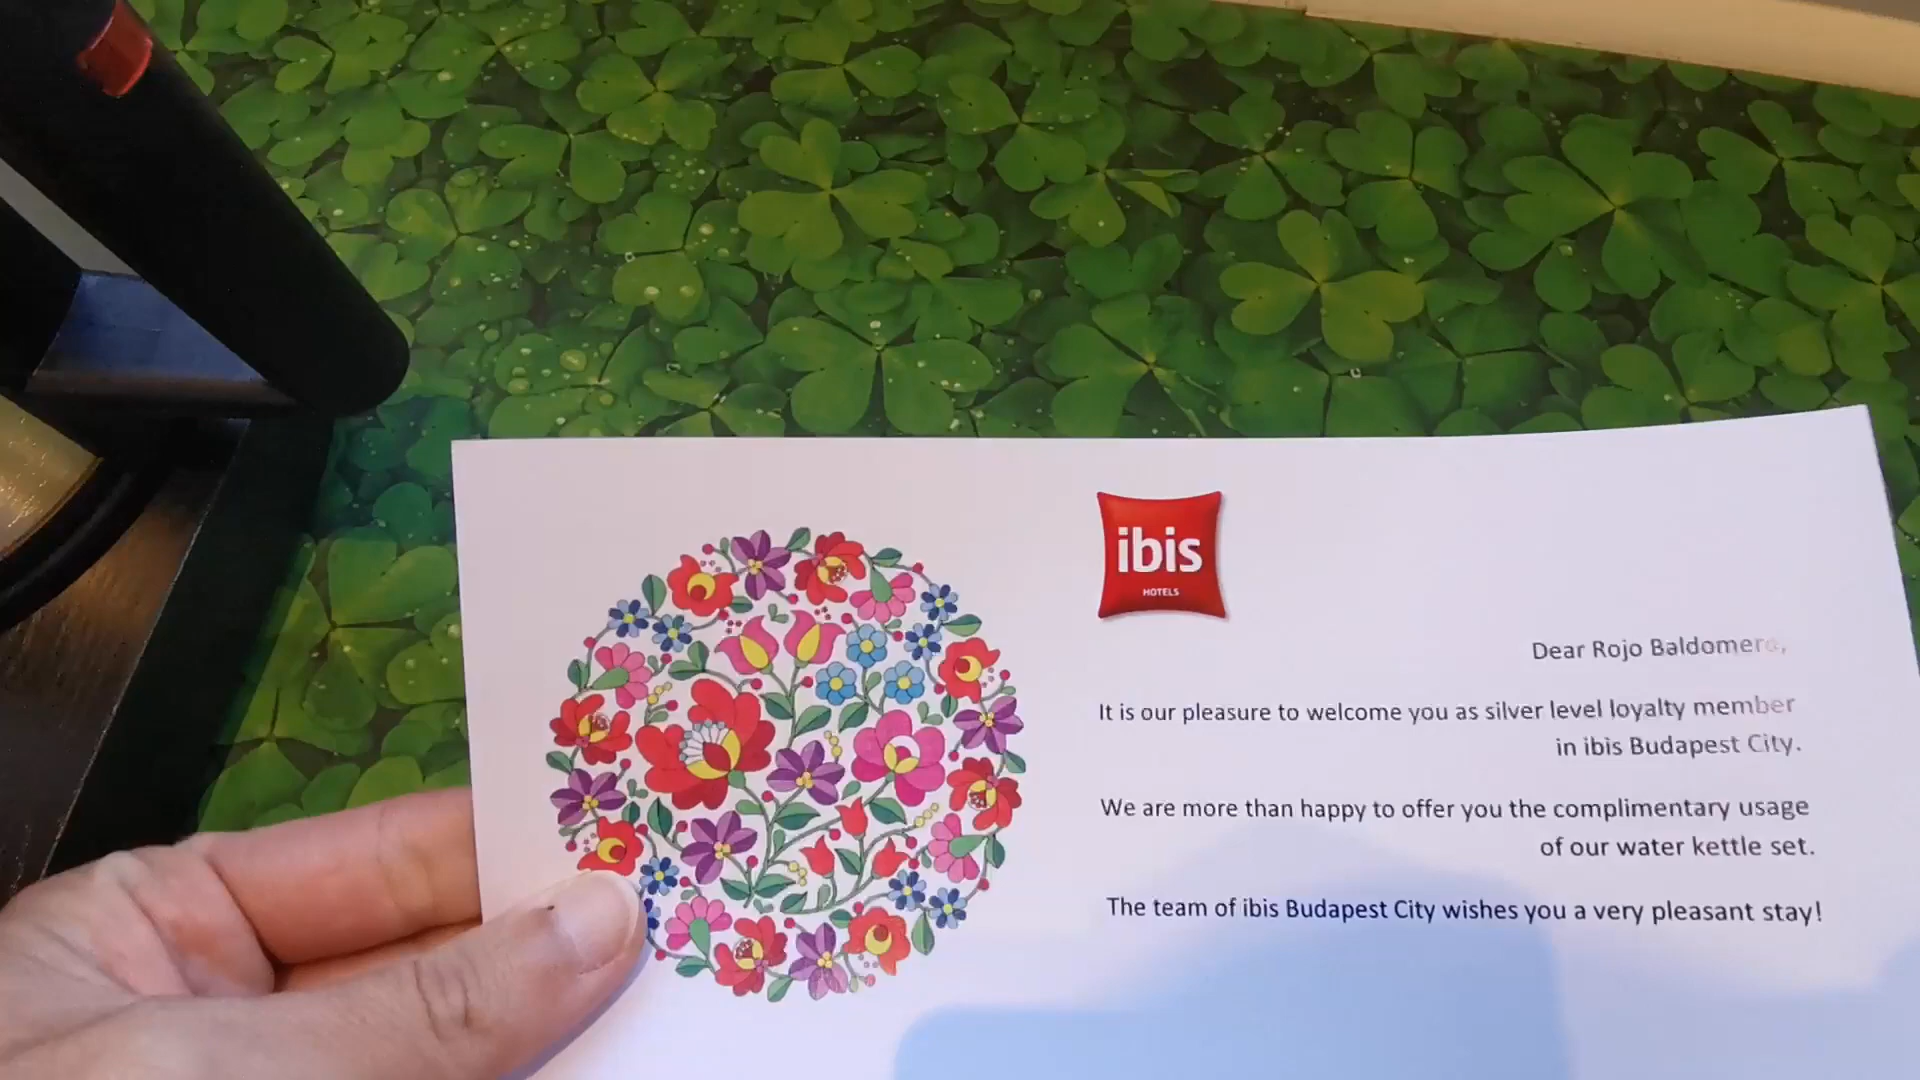 ibis
HOTELS
Dear Rojo Baldomero,
It is our pleasure to welcome you as silver level loyalty member
in ibis Budapest City.
We are more than happy to offer you the complimentary usage
of our water kettle set.
The team of ibis Budapest City wishes you a very pleasant stay!